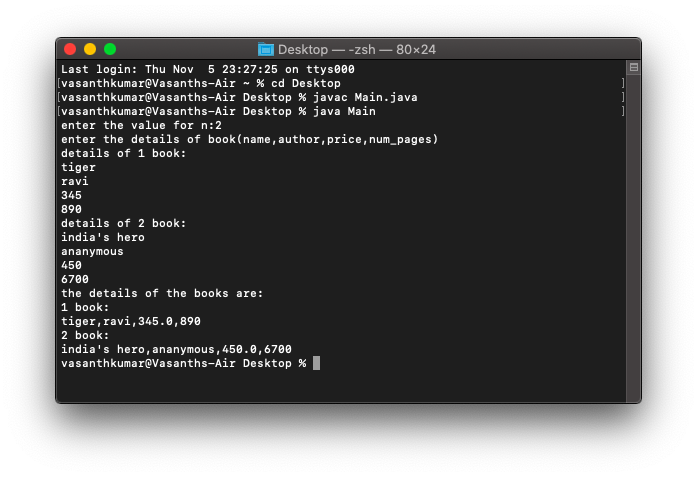 Desktop — -zsh — 80×24
Last login: Thu Nov  5 23:27:25 on ttys000
[vasanthkumar@Vasanths-Air ~ % cd Desktop ]
[vasanthkumar@Vasanths-Air Desktop % javac Main.java ]
[vasanthkumar@Vasanths-Air Desktop % java Main ]
enter the value for n:2
enter the details of book(name,author,price,num_pages)
details of 1 book:
tiger
ravi
345
890
details of 2 book:
india's hero
ananymous
450
6700
the details of the books are:
1 book:
tiger,ravi,345.0,890
2 book:
india's hero,ananymous,450.0,6700
vasanthkumar@Vasanths-Air Desktop %